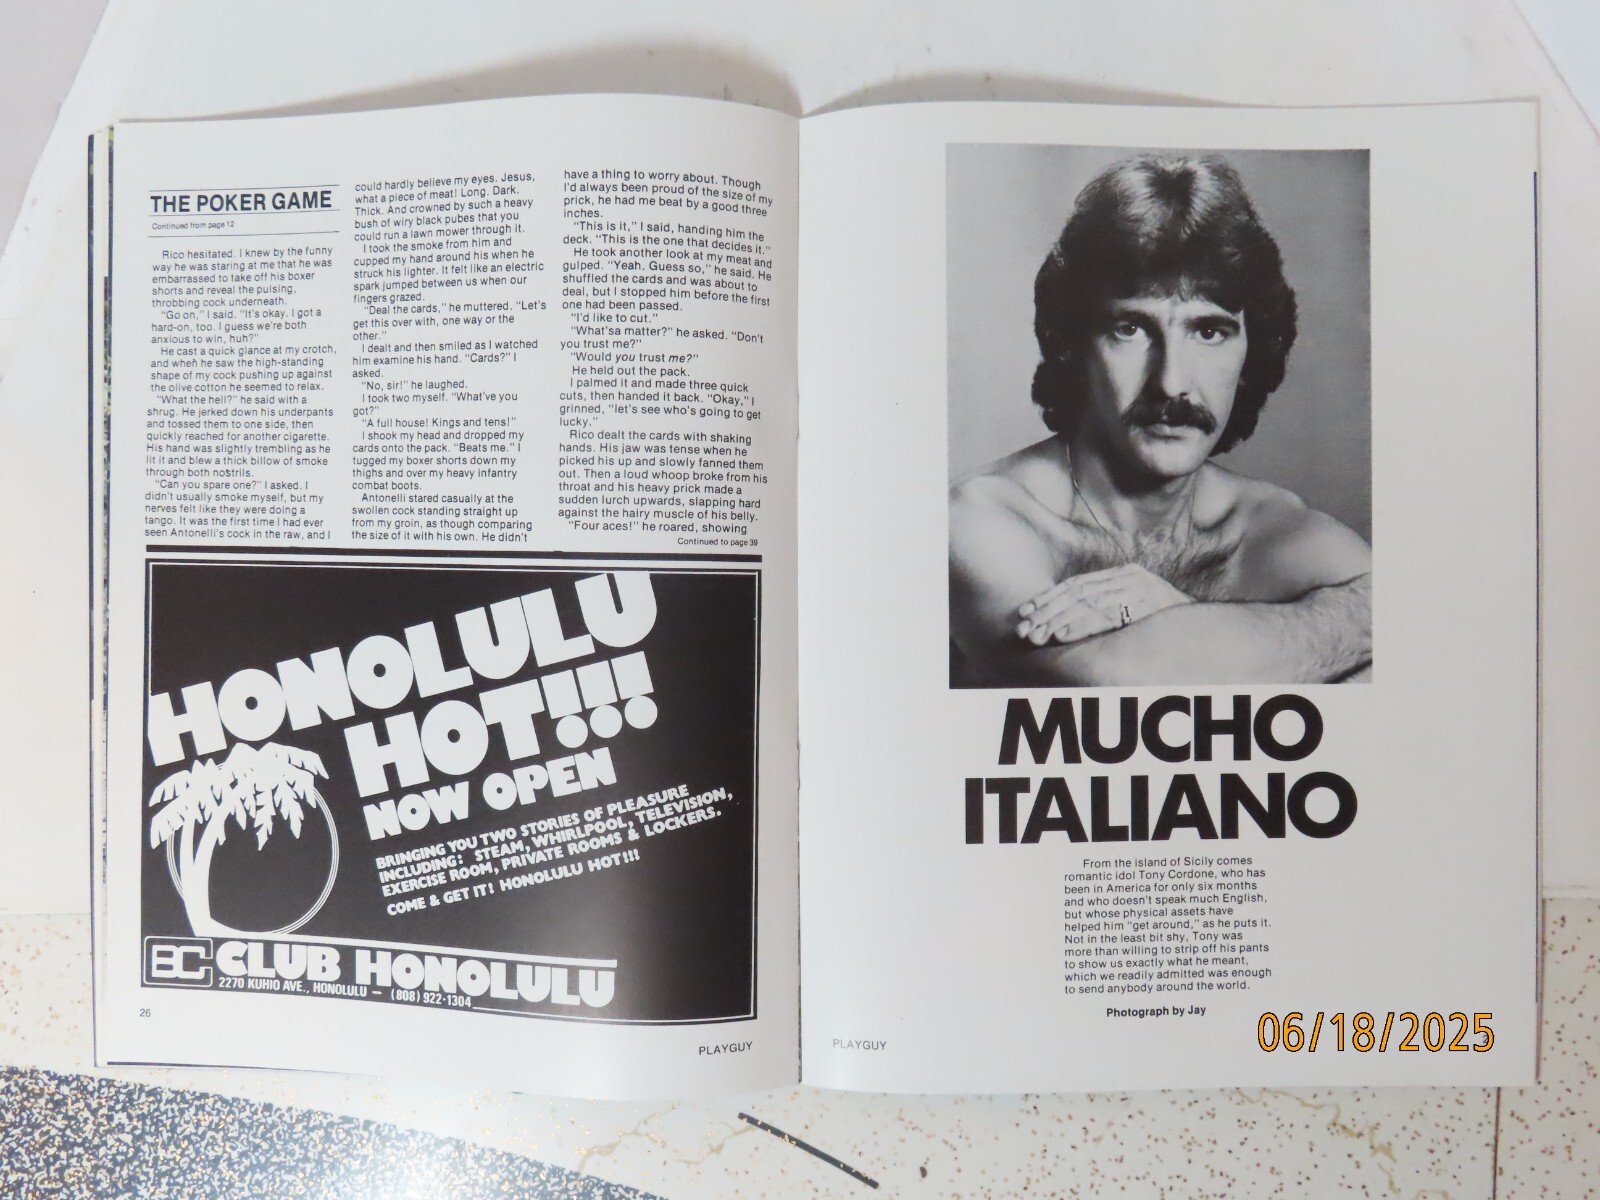 THE POKER GAME
Continued from page 12
Rico hesitated. I knew by the funny
way he was staring at me that he was
embarrassed to take off his boxer
shorts and reveal the pulsing,
throbbing cock underneath.
"Go on," I said. "It's okay. I got a
hard-on, too. I guess we're both
anxious to win, huh?"
He cast a quick glance at my crotch,
and when he saw the high-standing
shape of my cock pushing up against
the olive cotton he seemed to relax.
"What the hell?" he said with a
shrug. He jerked down his underpants
and tossed them to one side, then
quickly reached for another cigarette.
His hand was slightly trembling as he
lit it and blew a thick billow of smoke
through both nostrils.
"Can you spare one?" I asked. I
didn't usually smoke myself, but my
nerves felt like they were doing a
tango. It was the first time I had ever
seen Antonelli's cock in the raw, and I
could hardly believe my eyes. Jesus,
what a piece of meat! Long. Dark.
Thick. And crowned by such a heavy
bush of wiry black pubes that you
could run a lawn mower through it.
I took the smoke from him and
cupped my hand around his when he
struck his lighter. It felt like an electric
spark jumped between us when our
fingers grazed.
"Deal the cards," he muttered. "Let's
get this over with, one way or the
other."
I dealt and then smiled as I watched
him examine his hand. "Cards?" I
asked.
"No, sir!" he laughed.
I took two myself. "What've you
got?"
"A full house! Kings and tens!"
I shook my head and dropped my
cards onto the pack. "Beats me." I
tugged my boxer shorts down my
thighs and over my heavy infantry
combat boots.
Antonelli stared casually at the
swollen cock standing straight up
from my groin, as though comparing
the size of it with his own. He didn't
have a thing to worry about. Though
I'd always been proud of the size of my
prick, he had me beat by a good three
inches.
"This is it," I said, handing him the
deck. "This is the one that decides it."
He took another look at my meat and
gulped. "Yeah. Guess so," he said. He
shuffled the cards and was about to
deal, but I stopped him before the first
one had been passed.
"I'd like to cut."
"What'sa matter?" he asked. "Don't
you trust me?"
"Would you trust me?"
He held out the pack.
I palmed it and made three quick
cuts, then handed it back. "Okay," I
grinned, "let's see who's going to get
lucky."
Rico dealt the cards with shaking
hands. His jaw was tense when he
picked his up and slowly fanned them
out. Then a loud whoop broke from his
throat and his heavy prick made a
sudden lurch upwards, slapping hard
against the hairy muscle of his belly.
"Four aces!" he roared, showing
Continued to page 39
HONOLULU
HOT!!!
NOW OPEN
BRINGING YOU TWO STORIES OF PLEASURE
INCLUDING: STEAM, WHIRLPOOL, TELEVISION,
EXERCISE ROOM, PRIVATE ROOMS & LOCKERS.
COME & GET IT! HONOLULU HOT!!!
BC CLUB HONOLULU
2270 KUHIO AVE., HONOLULU — (808) 922-1304
26
PLAYGUY
MUCHO
ITALIANO
From the island of Sicily comes
romantic idol Tony Cordone, who has
been in America for only six months
and who doesn't speak much English,
but whose physical assets have
helped him "get around," as he puts it.
Not in the least bit shy, Tony was
more than willing to strip off his pants
to show us exactly what he meant,
which we readily admitted was enough
to send anybody around the world.
Photograph by Jay
PLAYGUY
06/18/2025